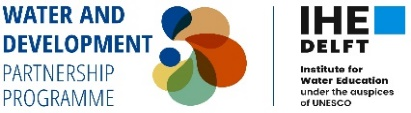 WATER AND
DEVELOPMENT
PARTNERSHIP
PROGRAMME
IHE
DELFT
Institute for
Water Education
under the auspices
of UNESCO